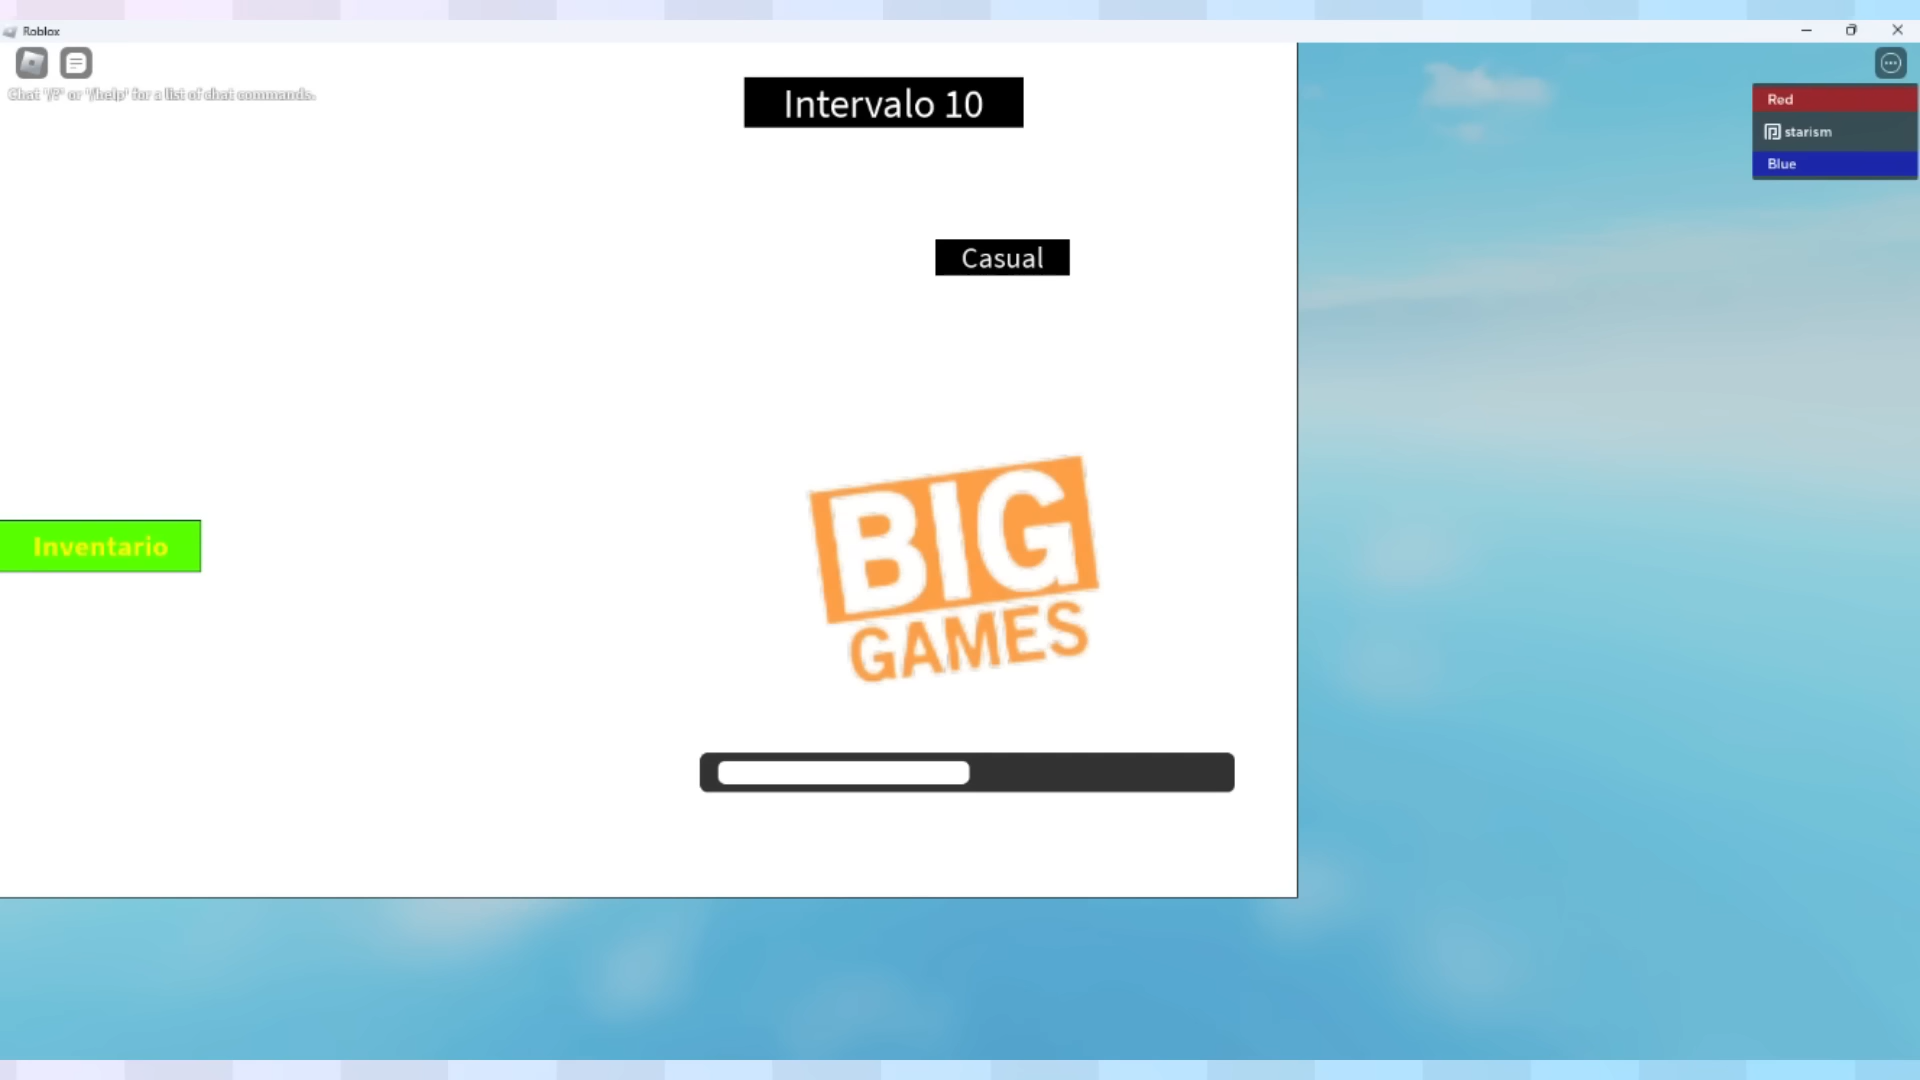 Roblox
Chat '/?' or '/help' for a list of chat commands.
Intervalo 10
Red
starism
Blue
Casual
BIG
GAMES
Inventario